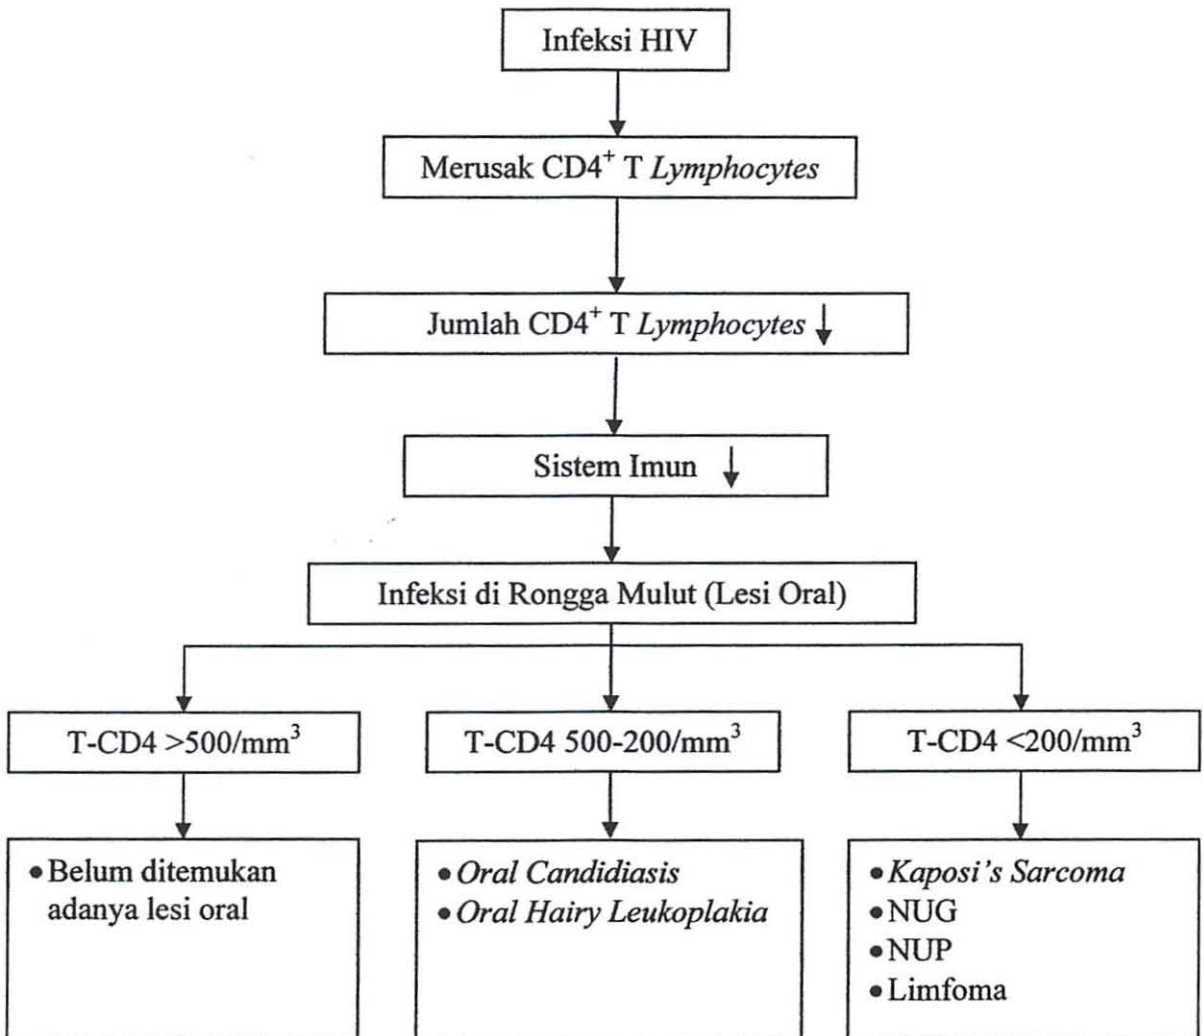 Infeksi HIV
Merusak CD4⁺ T Lymphocytes
Jumlah CD4⁺ T Lymphocytes ↓
Sistem Imun ↓
Infeksi di Rongga Mulut (Lesi Oral)
T-CD4 >500/mm³
T-CD4 500-200/mm³
T-CD4 <200/mm³
• Belum ditemukan
adanya lesi oral
• Oral Candidiasis
• Oral Hairy Leukoplakia
• Kaposi's Sarcoma
• NUG
• NUP
• Limfoma